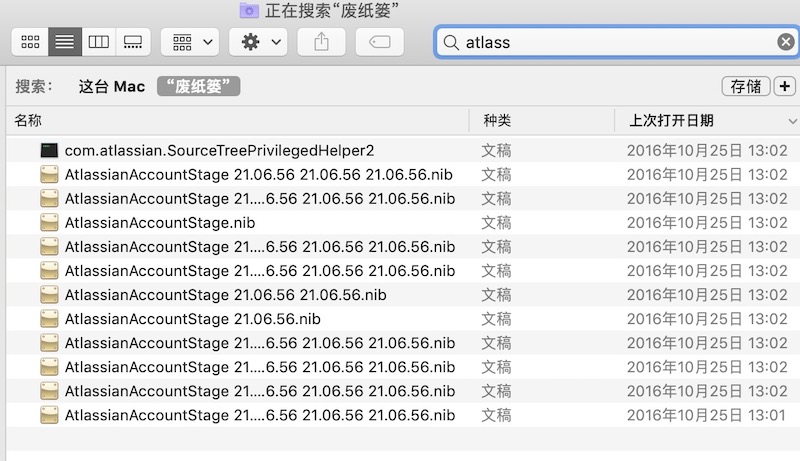 正在搜索“废纸篓”
atlass
搜索： 这台 Mac “废纸篓” 存储 +
名称 种类 上次打开日期
com.atlassian.SourceTreePrivilegedHelper2 文稿 2016年10月25日 13:02
AtlassianAccountStage 21.06.56 21.06.56 21.06.56.nib 文稿 2016年10月25日 13:02
AtlassianAccountStage 21....6.56 21.06.56 21.06.56.nib 文稿 2016年10月25日 13:02
AtlassianAccountStage.nib 文稿 2016年10月25日 13:02
AtlassianAccountStage 21....6.56 21.06.56 21.06.56.nib 文稿 2016年10月25日 13:02
AtlassianAccountStage 21....6.56 21.06.56 21.06.56.nib 文稿 2016年10月25日 13:02
AtlassianAccountStage 21.06.56 21.06.56.nib 文稿 2016年10月25日 13:02
AtlassianAccountStage 21.06.56.nib 文稿 2016年10月25日 13:02
AtlassianAccountStage 21....6.56 21.06.56 21.06.56.nib 文稿 2016年10月25日 13:02
AtlassianAccountStage 21....6.56 21.06.56 21.06.56.nib 文稿 2016年10月25日 13:02
AtlassianAccountStage 21....6.56 21.06.56 21.06.56.nib 文稿 2016年10月25日 13:02
AtlassianAccountStage 21....6.56 21.06.56 21.06.56.nib 文稿 2016年10月25日 13:01